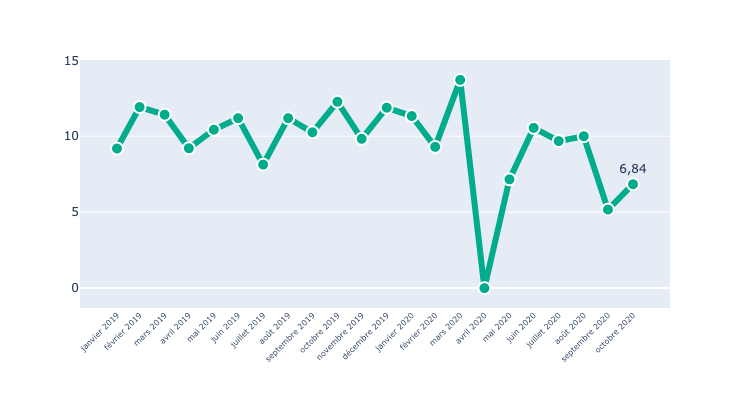 15
10
5
0
6,84
janvier 2019
février 2019
mars 2019
avril 2019
mai 2019
juin 2019
juillet 2019
août 2019
septembre 2019
octobre 2019
novembre 2019
décembre 2019
janvier 2020
février 2020
mars 2020
avril 2020
mai 2020
juin 2020
juillet 2020
août 2020
septembre 2020
octobre 2020